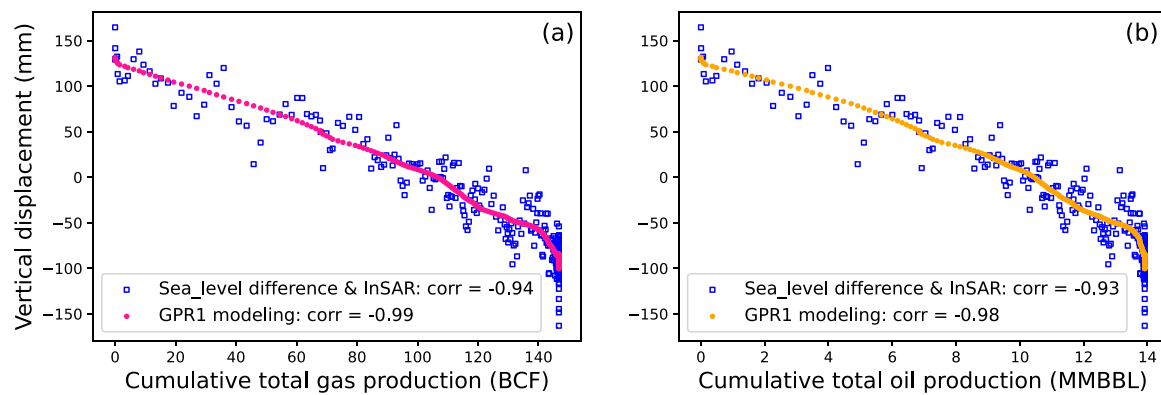 (a)
Vertical displacement (mm)
150
100
50
0
−50
−100
−150
Sea_level difference & InSAR: corr = -0.94
GPR1 modeling: corr = -0.99
0 20 40 60 80 100 120 140
Cumulative total gas production (BCF)
(b)
150
100
50
0
−50
−100
−150
Sea_level difference & InSAR: corr = -0.93
GPR1 modeling: corr = -0.98
0 2 4 6 8 10 12 14
Cumulative total oil production (MMBBL)